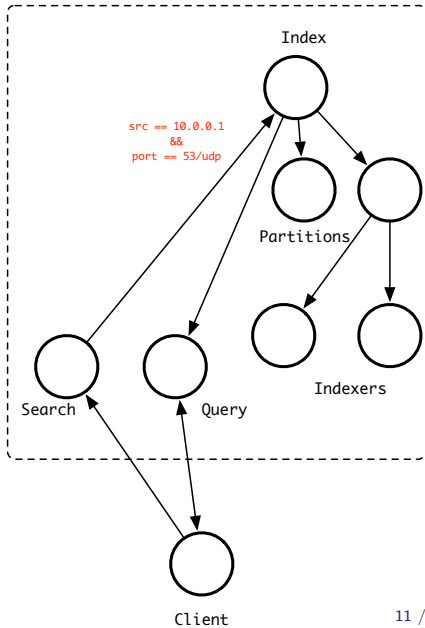 Index
src == 10.0.0.1
&&
port == 53/udp
Partitions
Indexers
Search
Query
Client
11 /